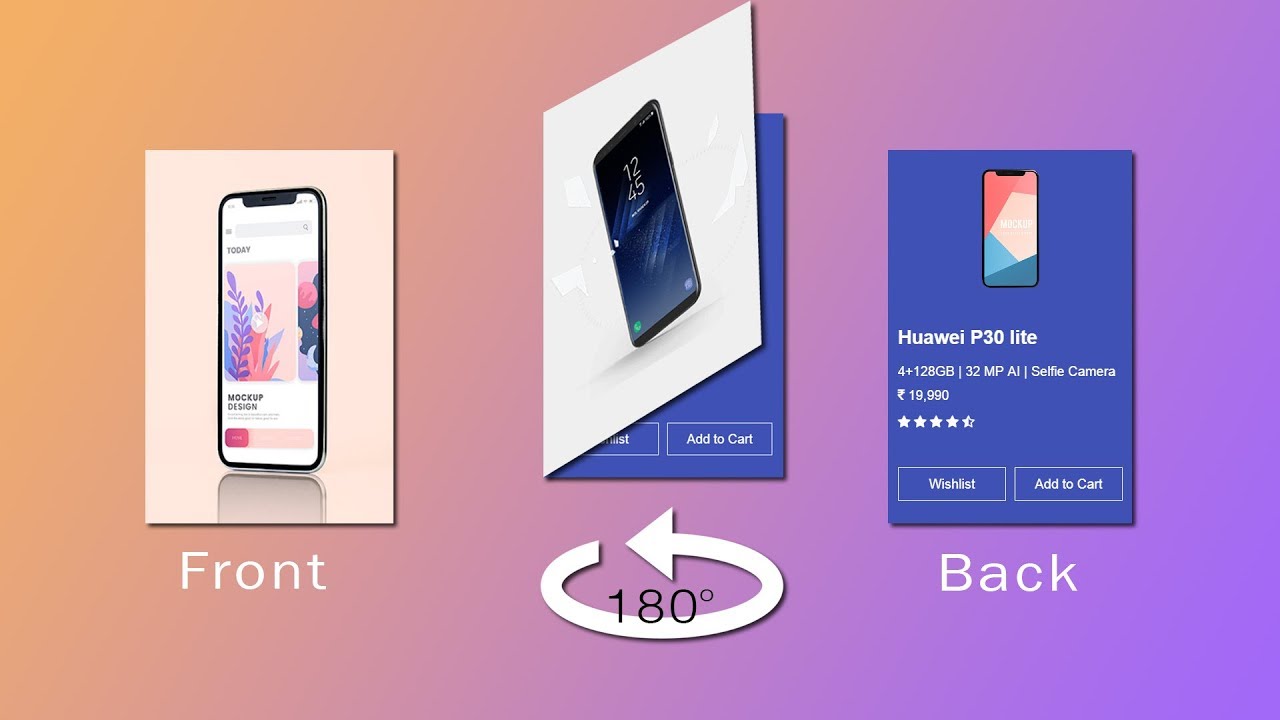 TODAY
MOCKUP
DESIGN
Front
12
45
llist
Add to Cart
180°
MOCKUP
Huawei P30 lite
4+128GB | 32 MP AI | Selfie Camera
₹ 19,990
Wishlist
Add to Cart
Back